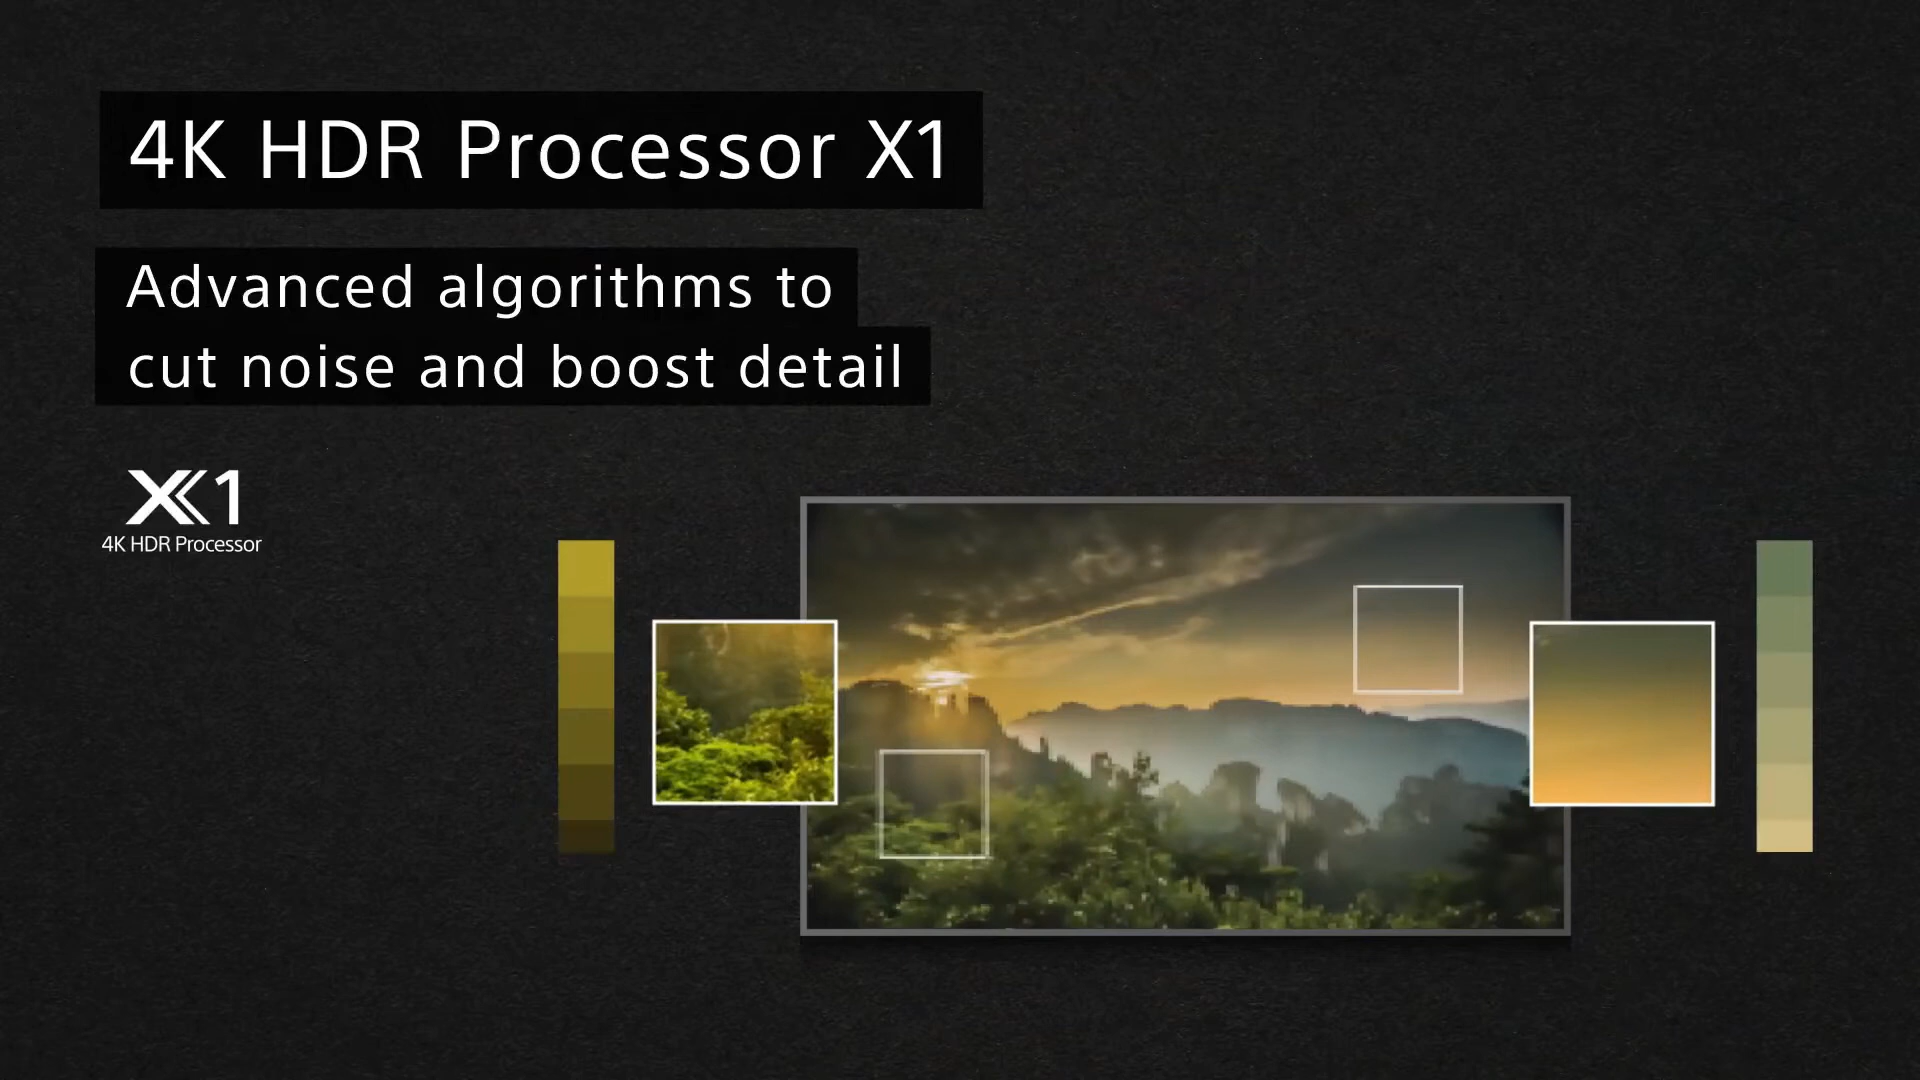 4K HDR Processor X1
Advanced algorithms to
cut noise and boost detail
X1
4K HDR Processor